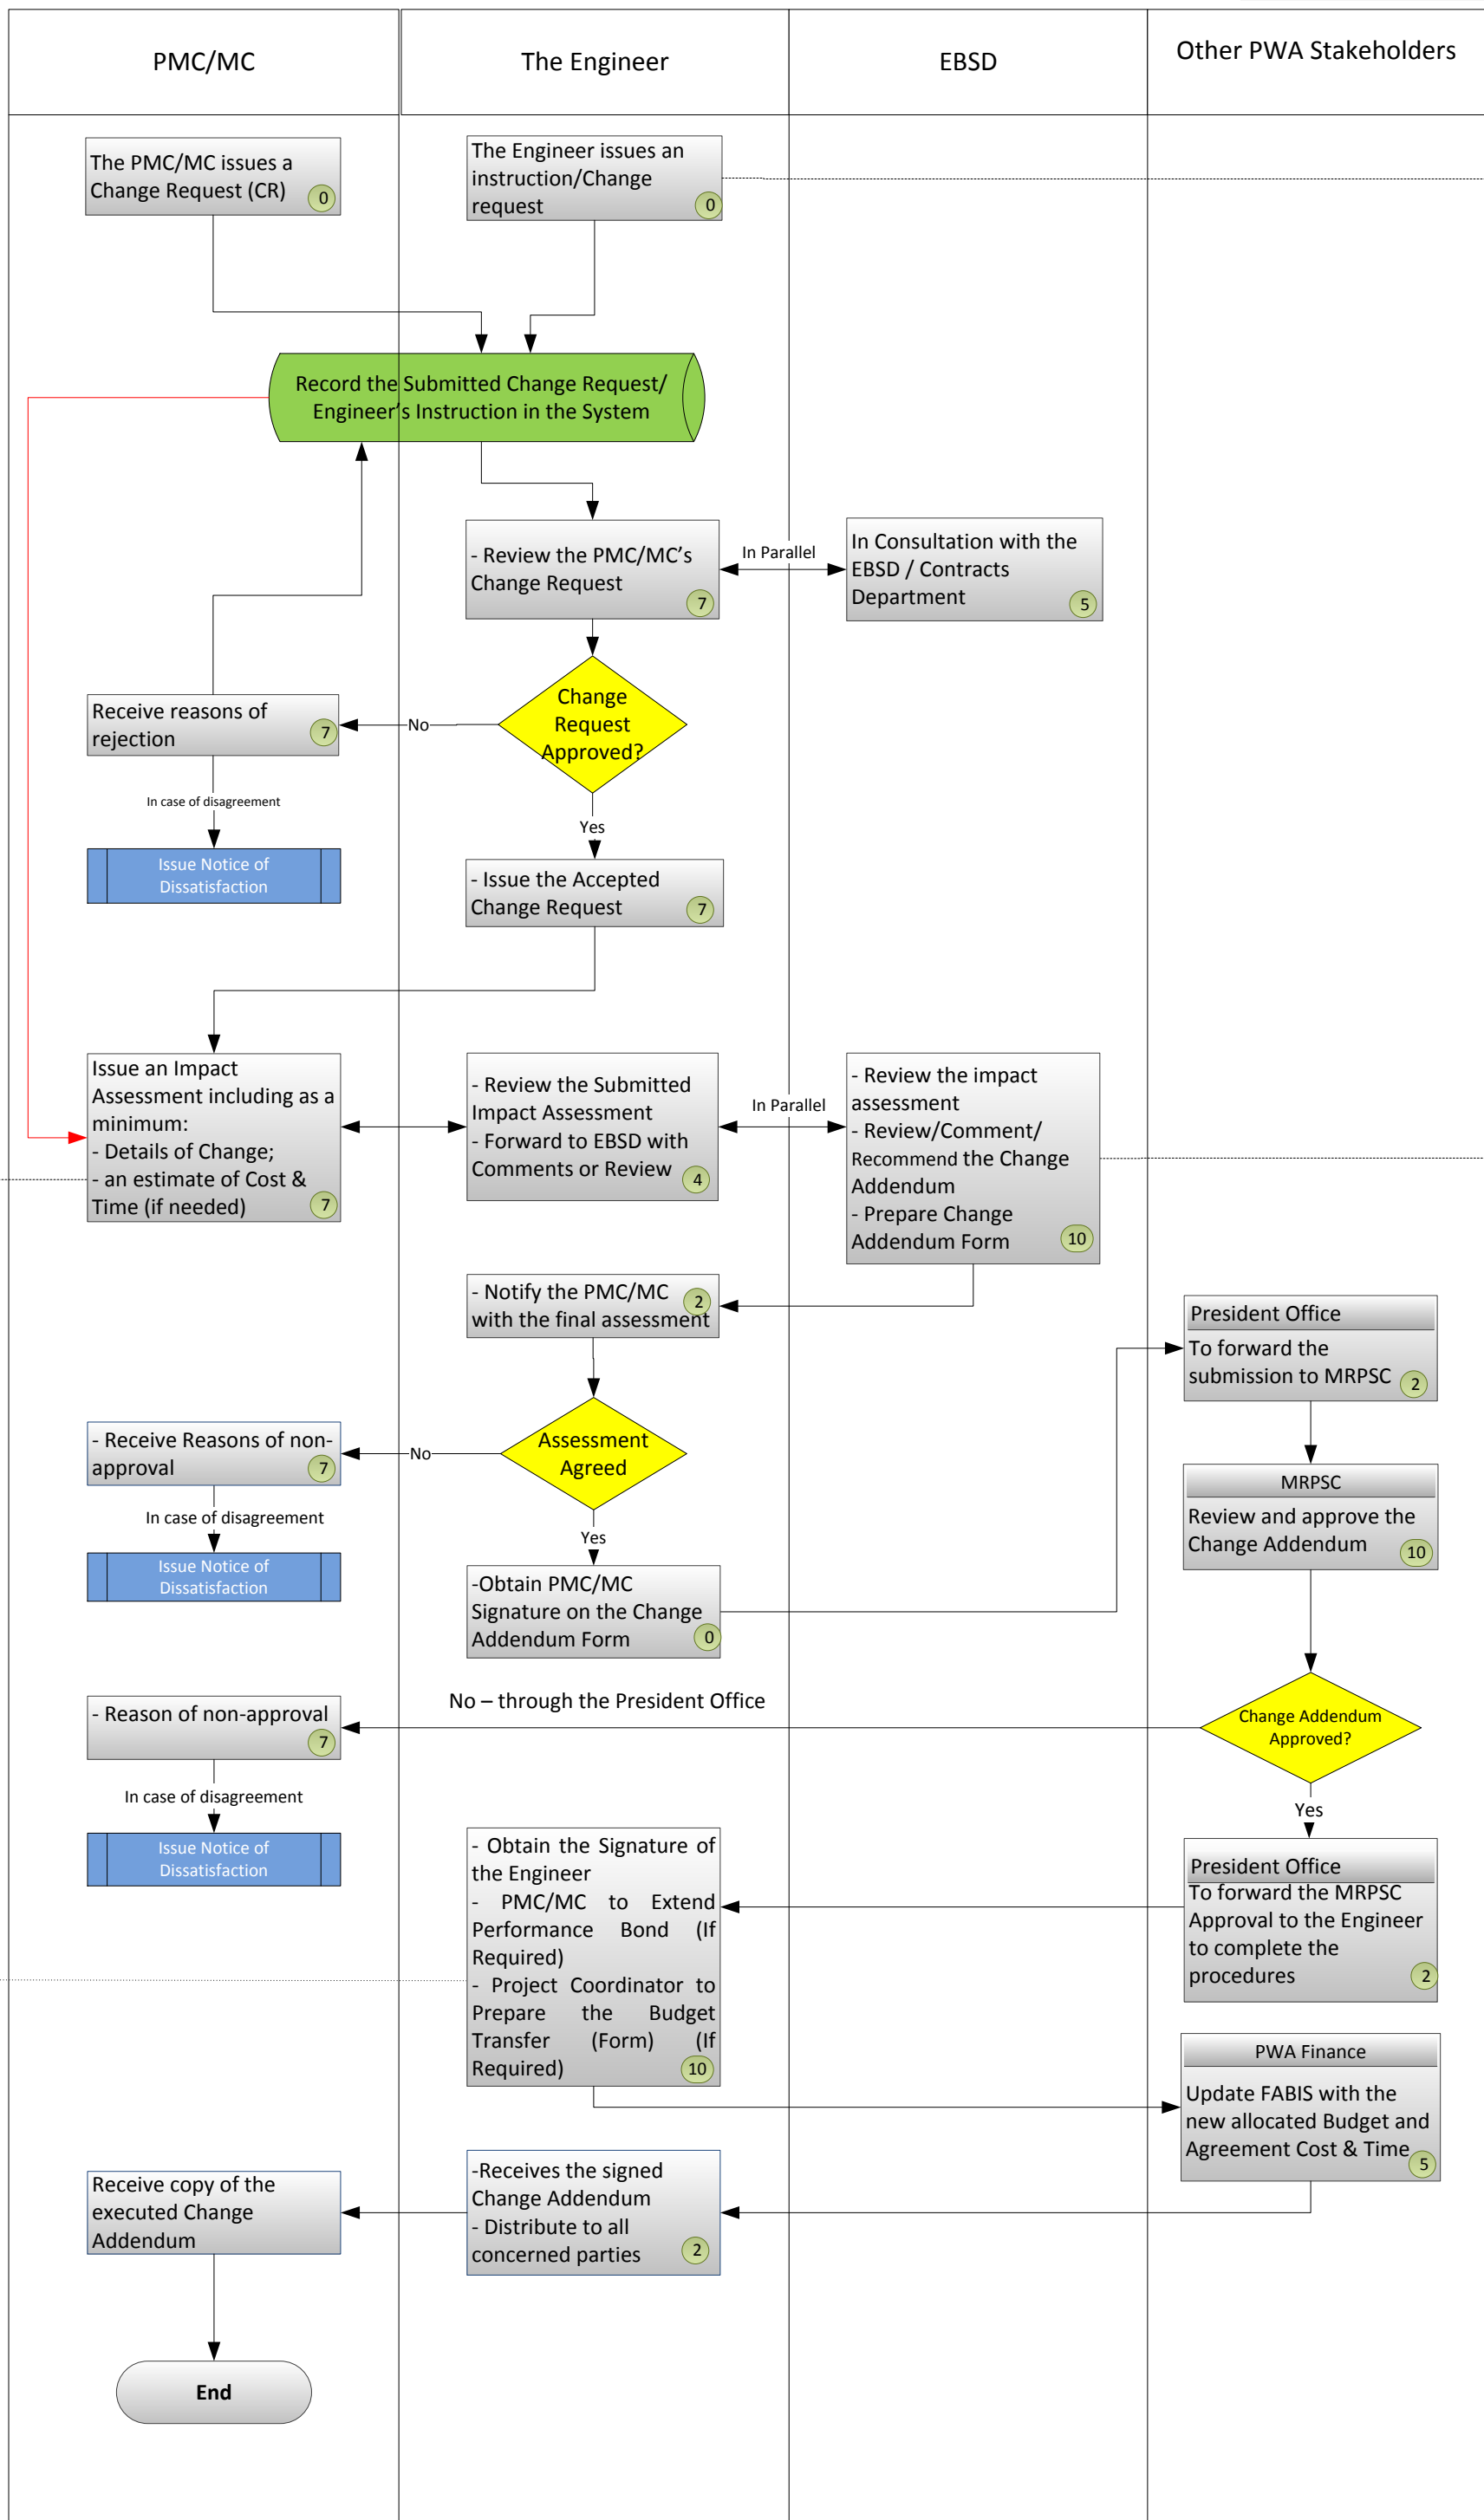 PMC/MC
The Engineer
EBSD
Other PWA Stakeholders
The PMC/MC issues a
Change Request (CR)
0
The Engineer issues an
instruction/Change
request
0
Record the Submitted Change Request/
Engineer's Instruction in the System
- Review the PMC/MC's
Change Request
7
In Parallel
In Consultation with the
EBSD / Contracts
Department
5
Change
Request
Approved?
No
Receive reasons of
rejection
7
In case of disagreement
Issue Notice of
Dissatisfaction
Yes
- Issue the Accepted
Change Request
7
Issue an Impact
Assessment including as a
minimum:
- Details of Change;
- an estimate of Cost &
Time (if needed)
7
- Review the Submitted
Impact Assessment
- Forward to EBSD with
Comments or Review
4
In Parallel
- Review the impact
assessment
- Review/Comment/
Recommend the Change
Addendum
- Prepare Change
Addendum Form
10
- Notify the PMC/MC
with the final assessment
2
President Office
To forward the
submission to MRPSC
2
Assessment
Agreed
No
- Receive Reasons of non-
approval
7
In case of disagreement
Issue Notice of
Dissatisfaction
Yes
-Obtain PMC/MC
Signature on the Change
Addendum Form
0
MRPSC
Review and approve the
Change Addendum
10
Change Addendum
Approved?
No – through the President Office
- Reason of non-approval
7
In case of disagreement
Issue Notice of
Dissatisfaction
Yes
President Office
To forward the MRPSC
Approval to the Engineer
to complete the
procedures
2
- Obtain the Signature of
the Engineer
- PMC/MC to Extend
Performance Bond (If
Required)
- Project Coordinator to
Prepare the Budget
Transfer (Form) (If
Required)
10
PWA Finance
Update FABIS with the
new allocated Budget and
Agreement Cost & Time
5
-Receives the signed
Change Addendum
- Distribute to all
concerned parties
2
Receive copy of the
executed Change
Addendum
End